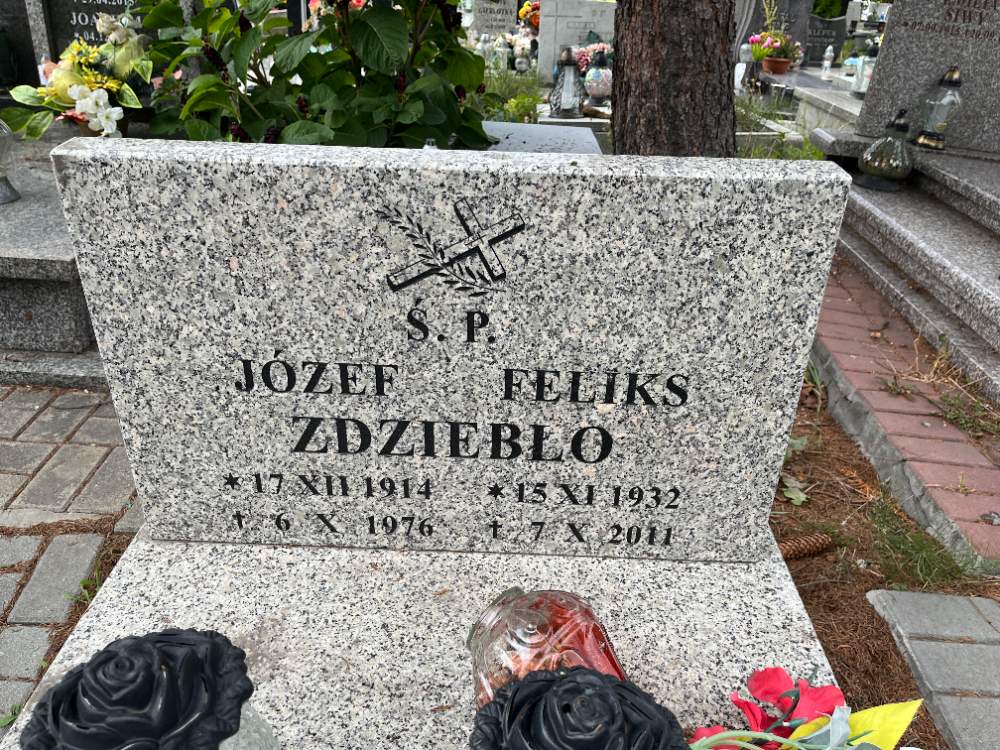 Ś. P.
JÓZEF FELIKS
ZDZIEBŁO
* 17 XII 1914 * 15 XI 1932
† 6 X 1976 † 7 X 2011